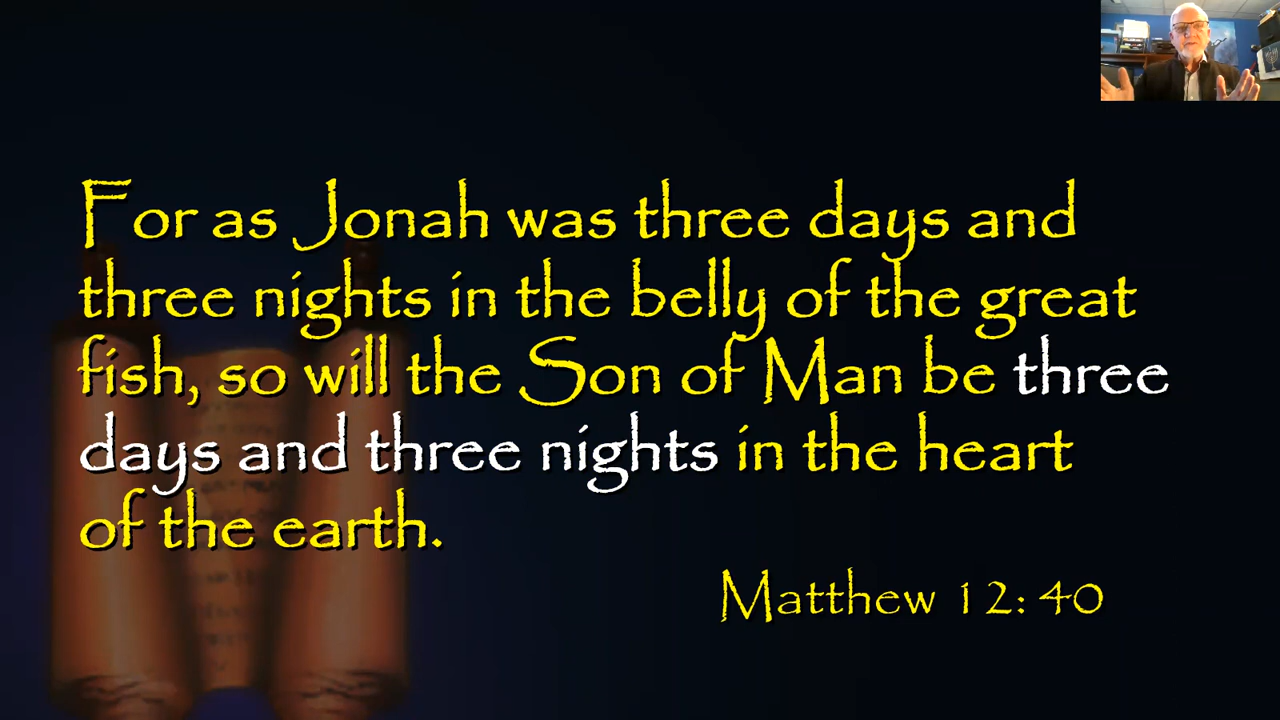 For as Jonah was three days and
three nights in the belly of the great
fish, so will the Son of Man be three
days and three nights in the heart
of the earth.
Matthew 12: 40